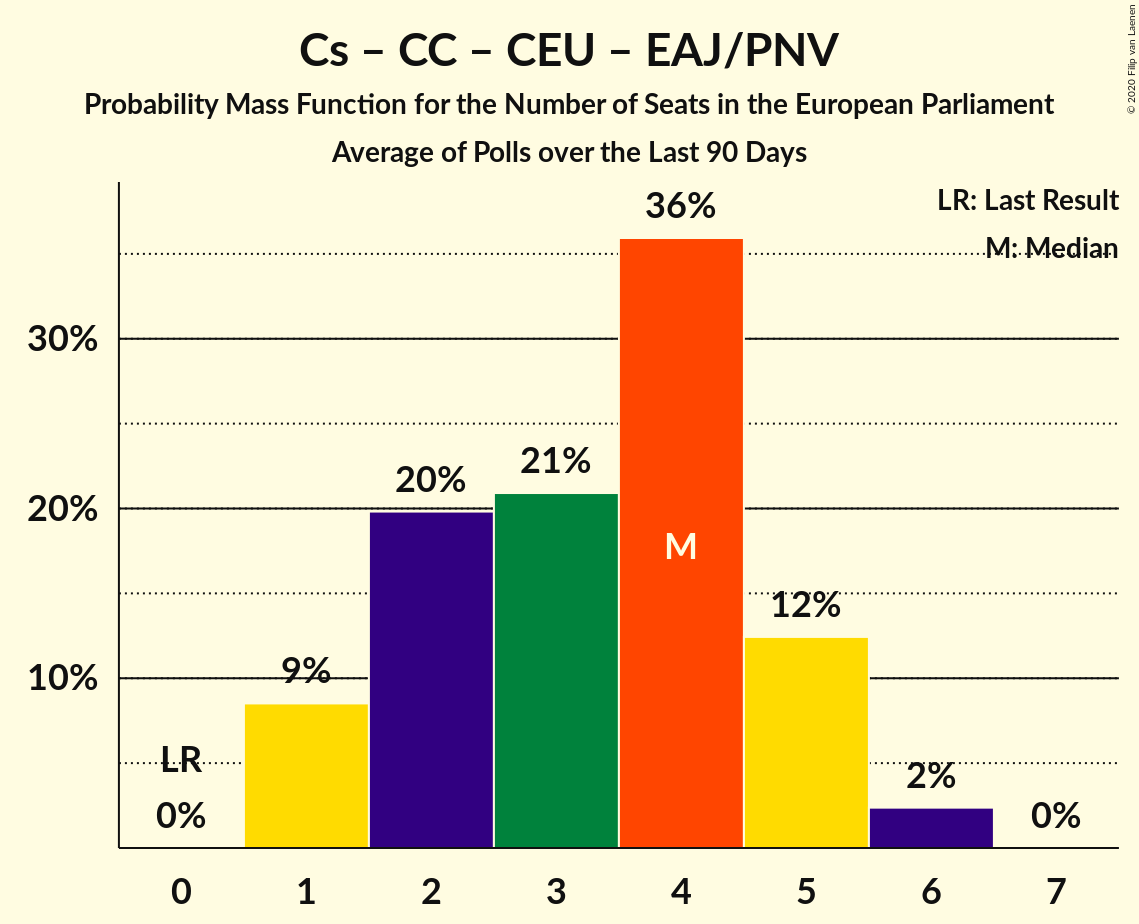 Cs – CC – CEU – EAJ/PNV
Probability Mass Function for the Number of Seats in the European Parliament
Average of Polls over the Last 90 Days
© 2020 Filip van Laenen
LR: Last Result
M: Median
36%
30%
21%
20%
20%
M
12%
10%
9%
LR
2%
0%
0%
0 1 2 3 4 5 6 7